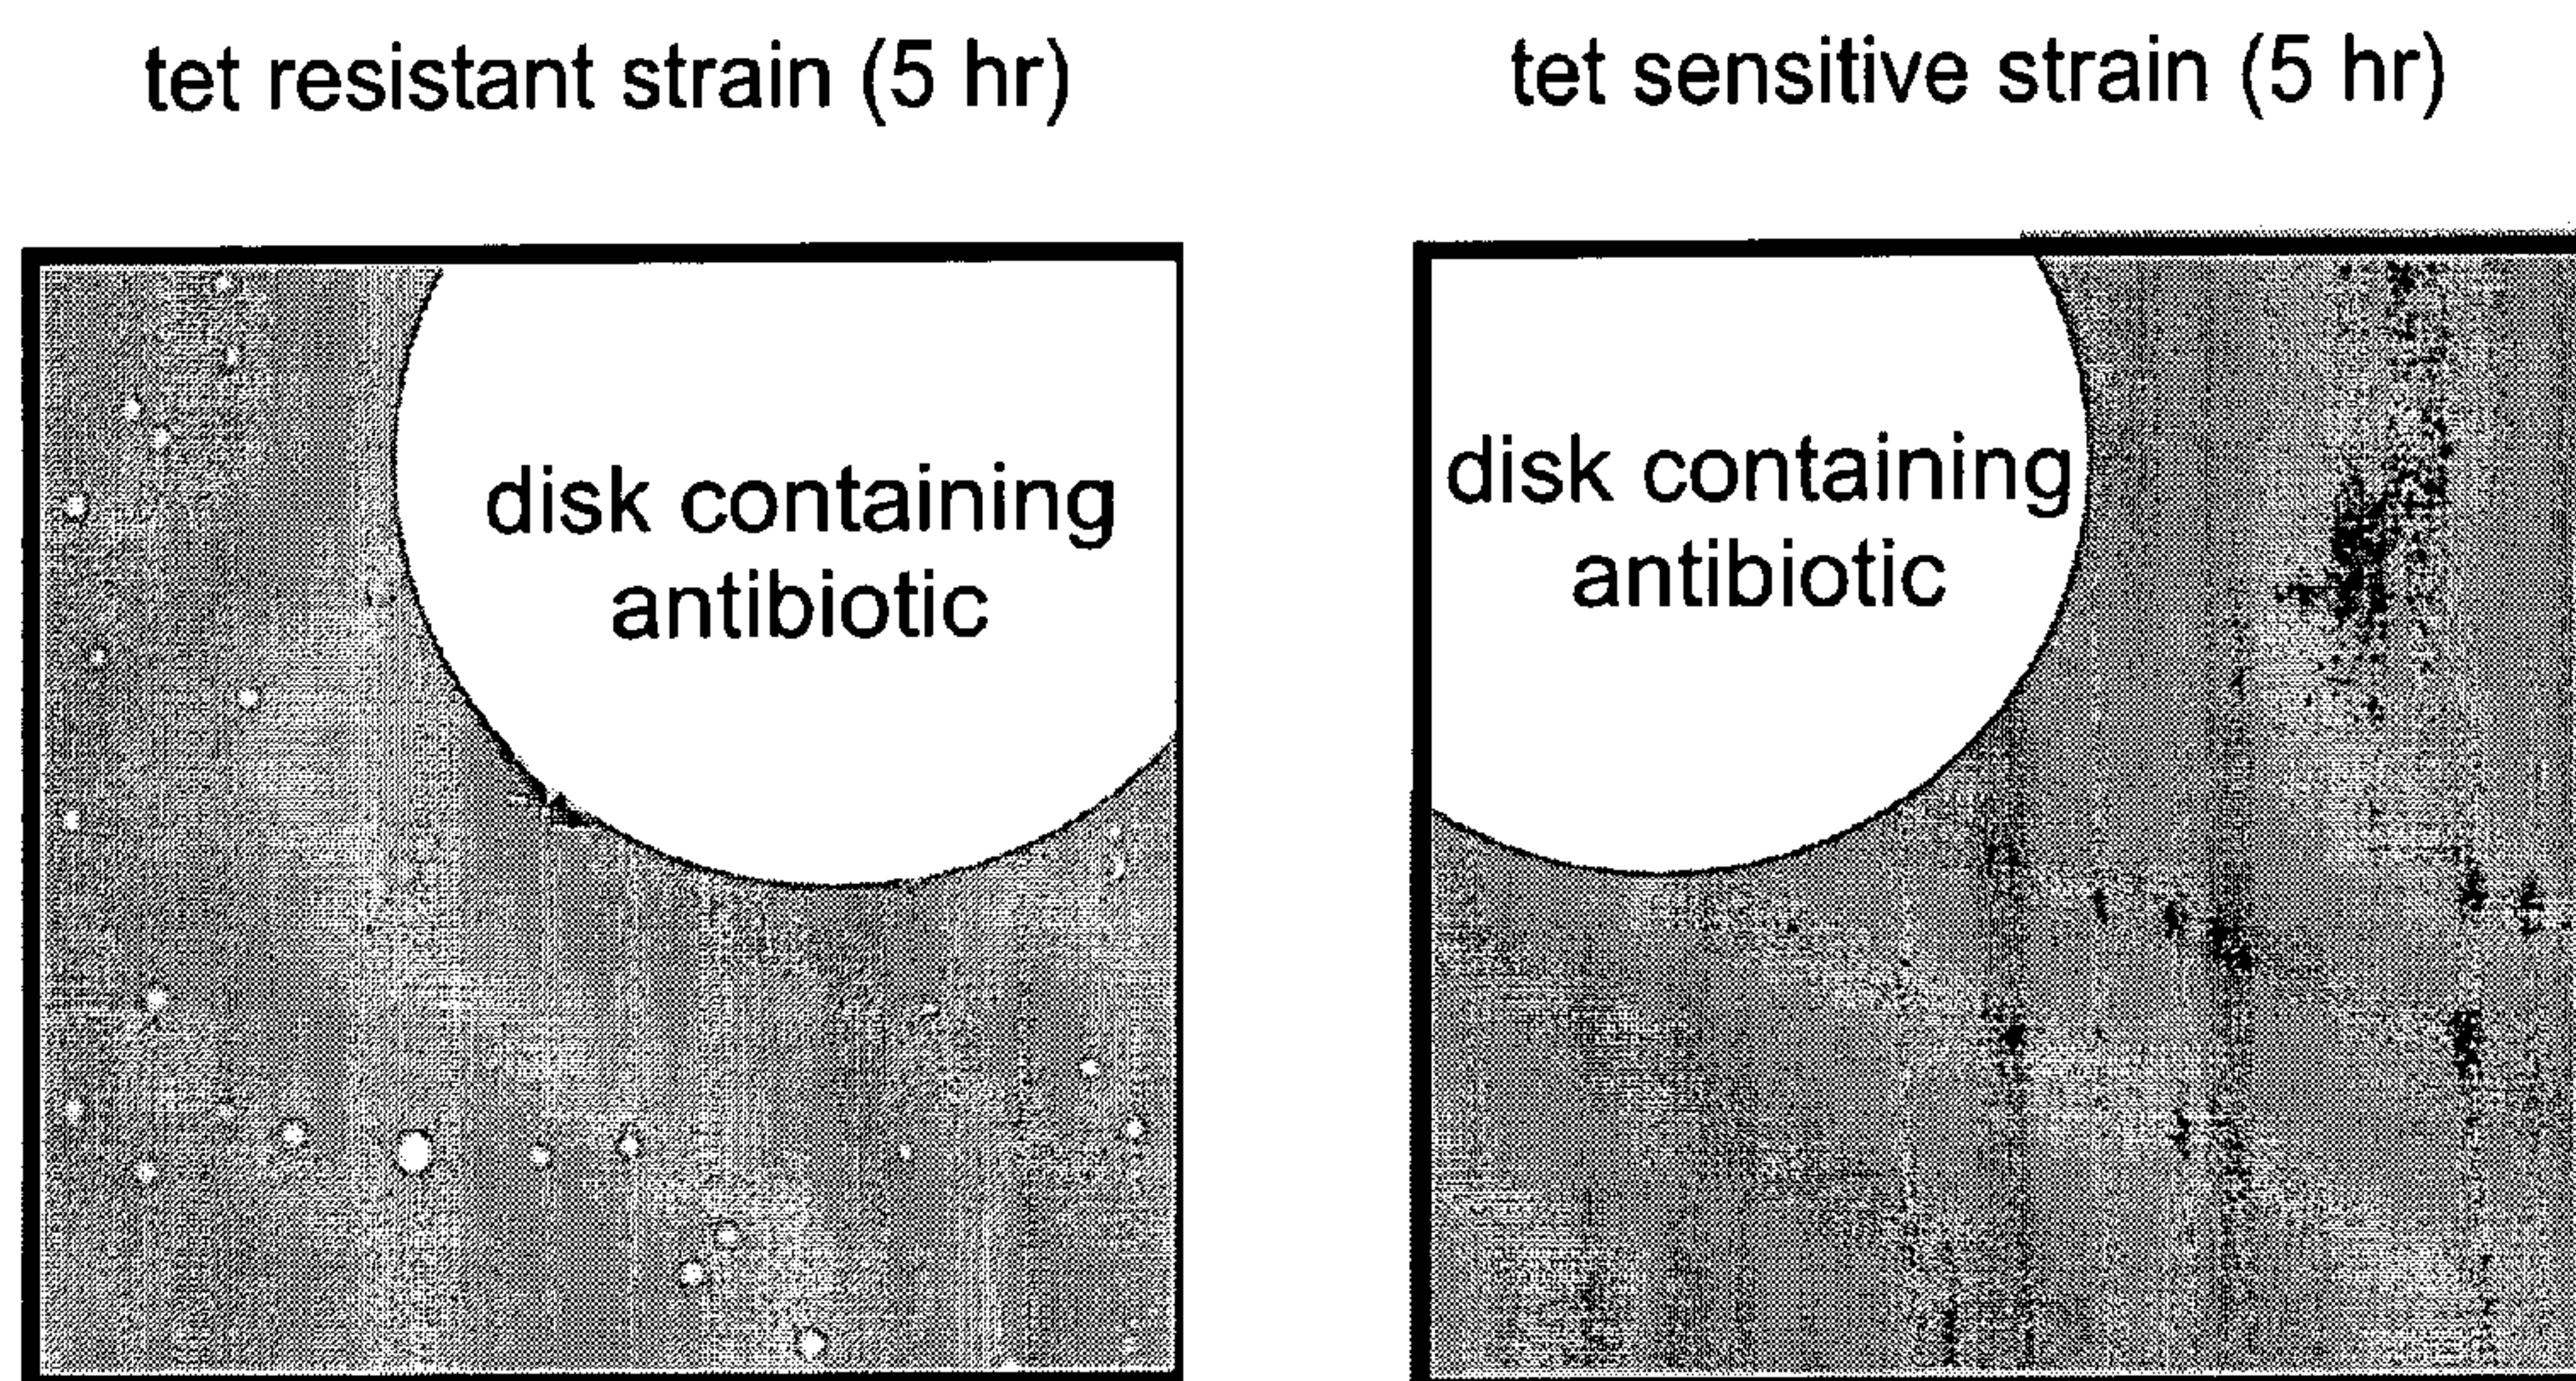 tet resistant strain (5 hr)
tet sensitive strain (5 hr)
disk containing
antibiotic
disk containing
antibiotic